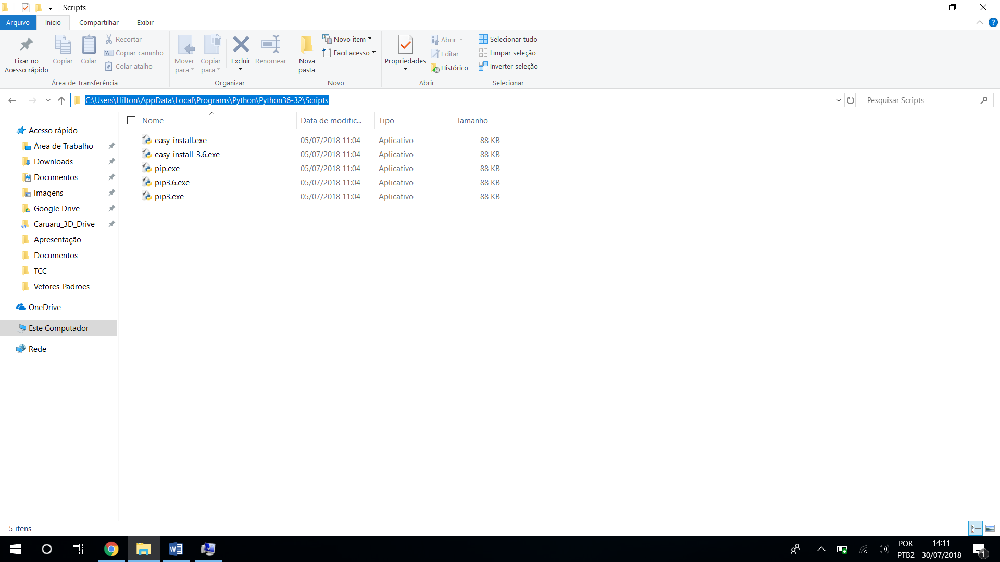 Scripts
Arquivo Início Compartilhar Exibir
Fixar no
Acesso rápido
Copiar
Colar
Recortar
Copiar caminho
Colar atalho
Área de Transferência
Mover
para
Copiar
para
Excluir
Renomear
Organizar
Nova
pasta
Novo item
Fácil acesso
Novo
Propriedades
Abrir
Editar
Histórico
Abrir
Selecionar tudo
Limpar seleção
Inverter seleção
Selecionar
C:\Users\Hilton\AppData\Local\Programs\Python\Python36-32\Scripts
Pesquisar Scripts
Acesso rápido
Área de Trabalho
Downloads
Documentos
Imagens
Google Drive
Caruaru_3D_Drive
Apresentação
Documentos
TCC
Vetores_Padroes
OneDrive
Este Computador
Rede
Nome Data de modific... Tipo Tamanho
easy_install.exe 05/07/2018 11:04 Aplicativo 88 KB
easy_install-3.6.exe 05/07/2018 11:04 Aplicativo 88 KB
pip.exe 05/07/2018 11:04 Aplicativo 88 KB
pip3.6.exe 05/07/2018 11:04 Aplicativo 88 KB
pip3.exe 05/07/2018 11:04 Aplicativo 88 KB
5 itens
POR
PTB2
14:11
30/07/2018
1